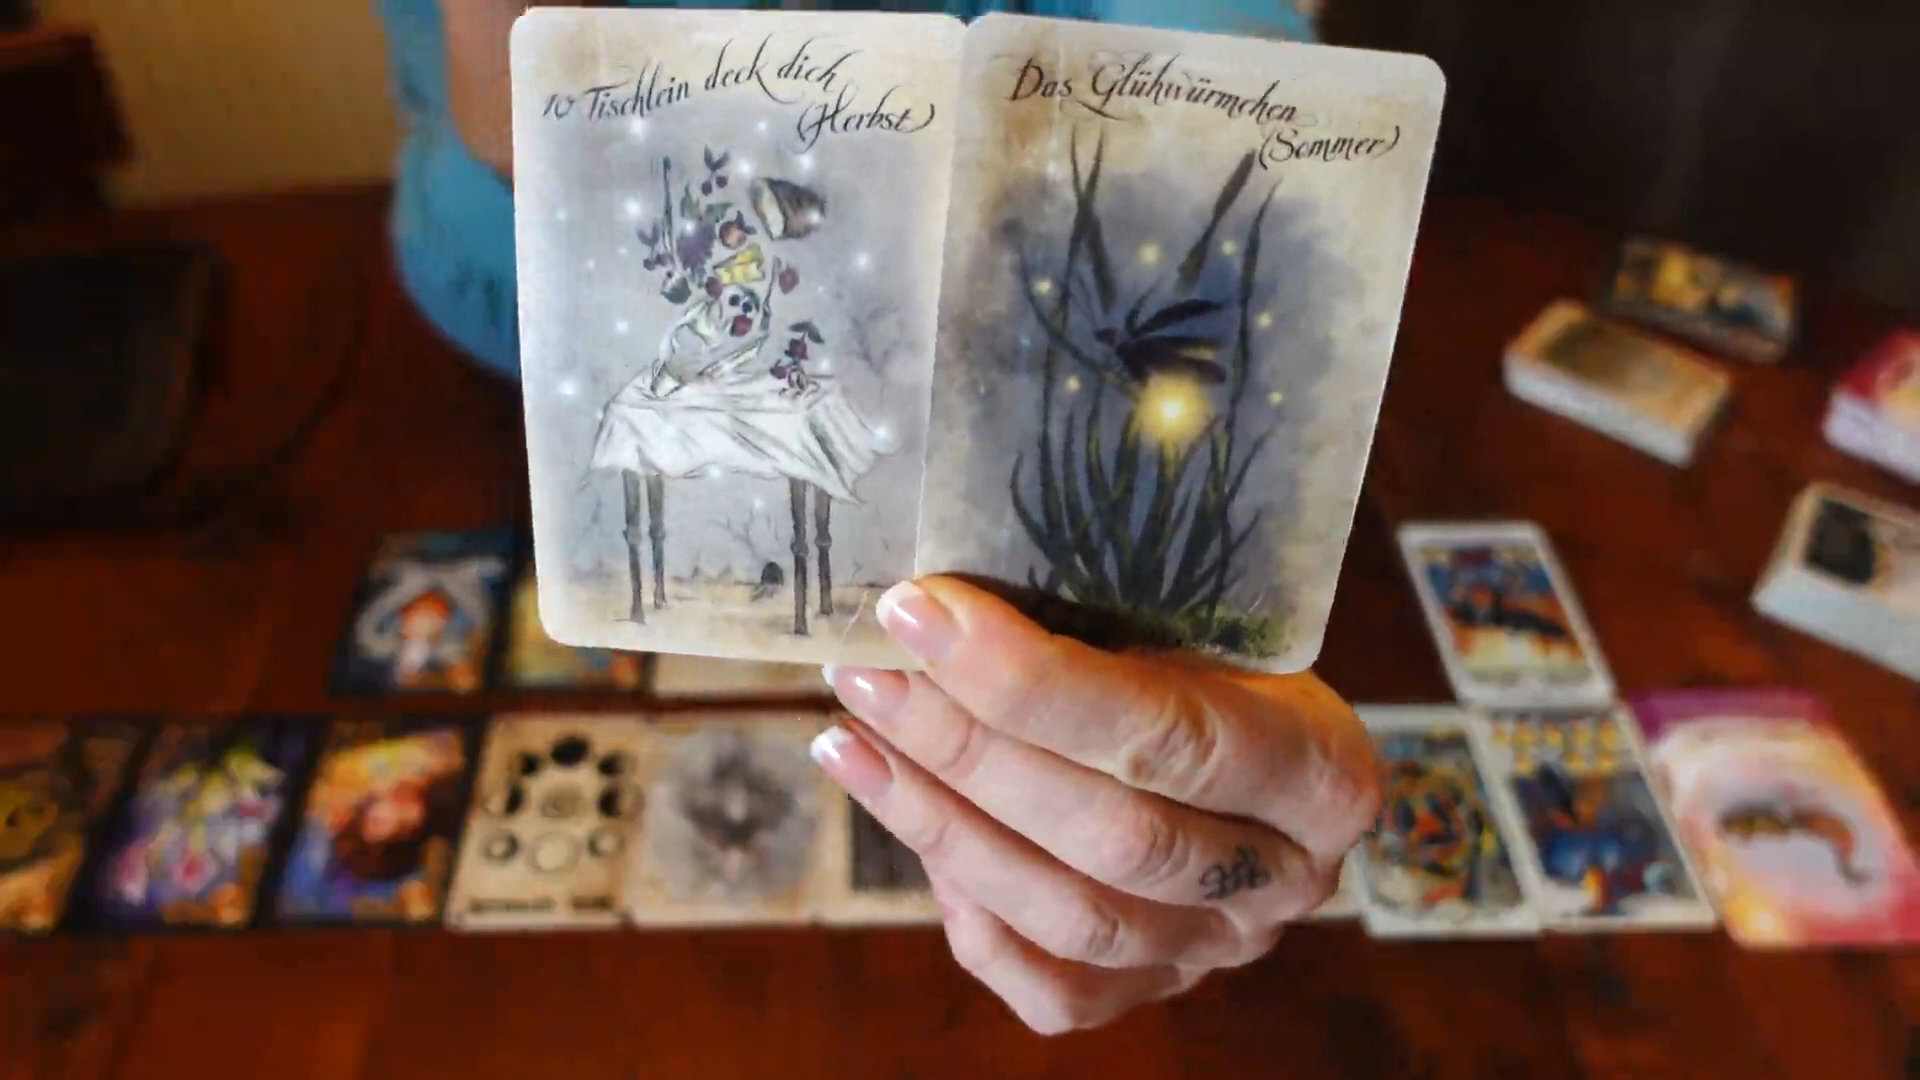 10 Tischlein deck dich
(Herbst)
Das Glühwürmchen
(Sommer)